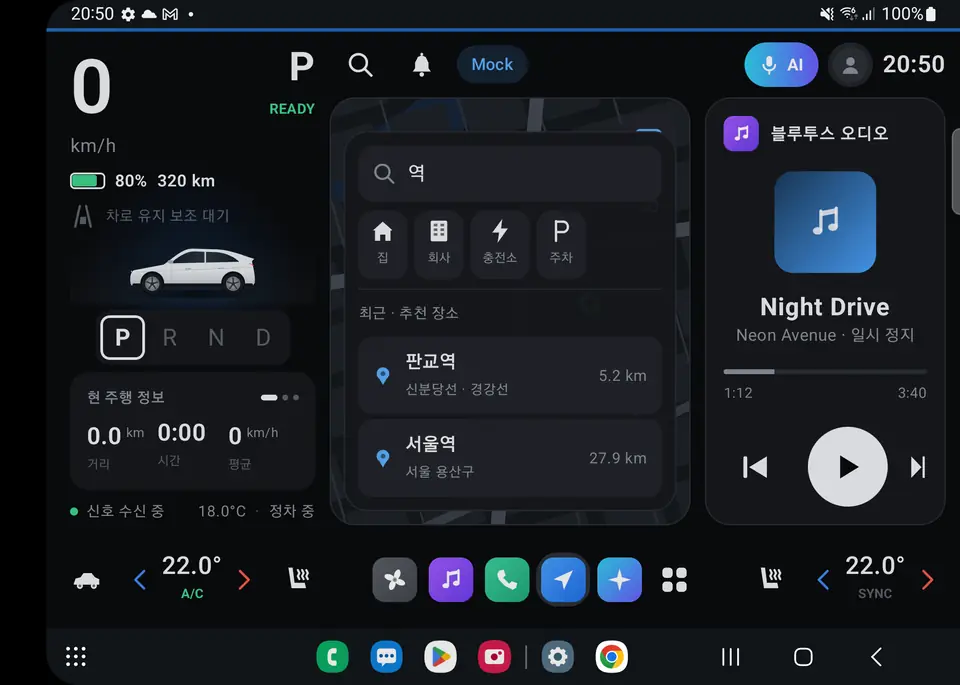 20:50
100%
0
P
READY
km/h
80% 320 km
차로 유지 보조 대기
P R N D
현 주행 정보
0.0 km 0:00 0 km/h
거리 시간 평균
신호 수신 중 18.0°C · 정차 중
Mock
AI
20:50
역
집 회사 충전소 주차
최근 · 추천 장소
판교역
신분당선 · 경강선
5.2 km
서울역
서울 용산구
27.9 km
블루투스 오디오
Night Drive
Neon Avenue · 일시 정지
1:12 3:40
22.0°
A/C
22.0°
SYNC